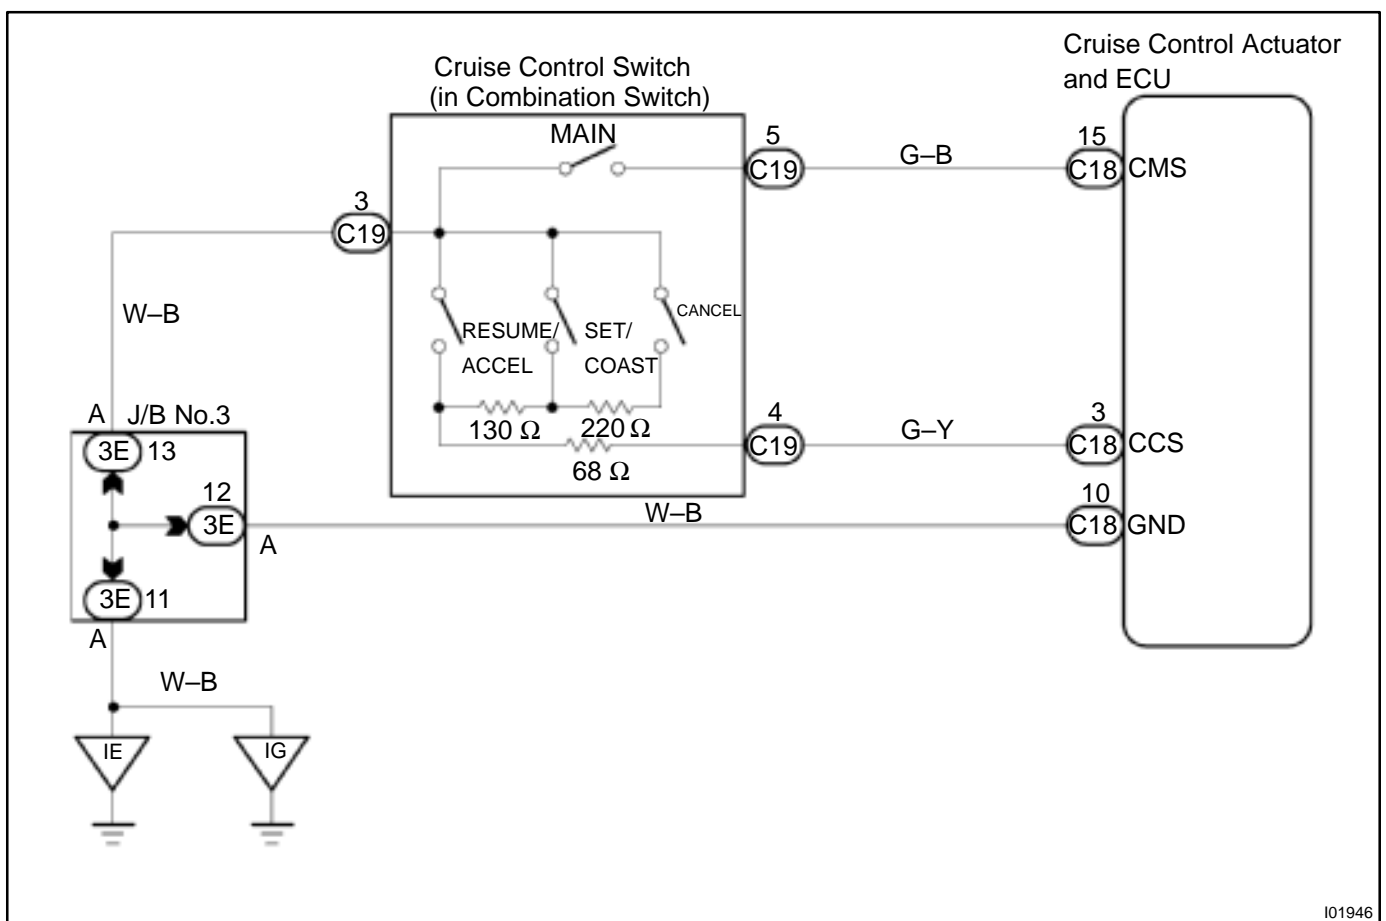 Cruise Control Actuator
and ECU
Cruise Control Switch
(in Combination Switch)
MAIN
5
C19
G–B
15
C18
CMS
3
C19
W–B
RESUME/
ACCEL
SET/
COAST
CANCEL
130 Ω
220 Ω
68 Ω
4
C19
G–Y
3
C18
CCS
A
J/B No.3
3E
13
12
3E
A
W–B
10
C18
GND
3E
11
A
W–B
IE
IG
I01946